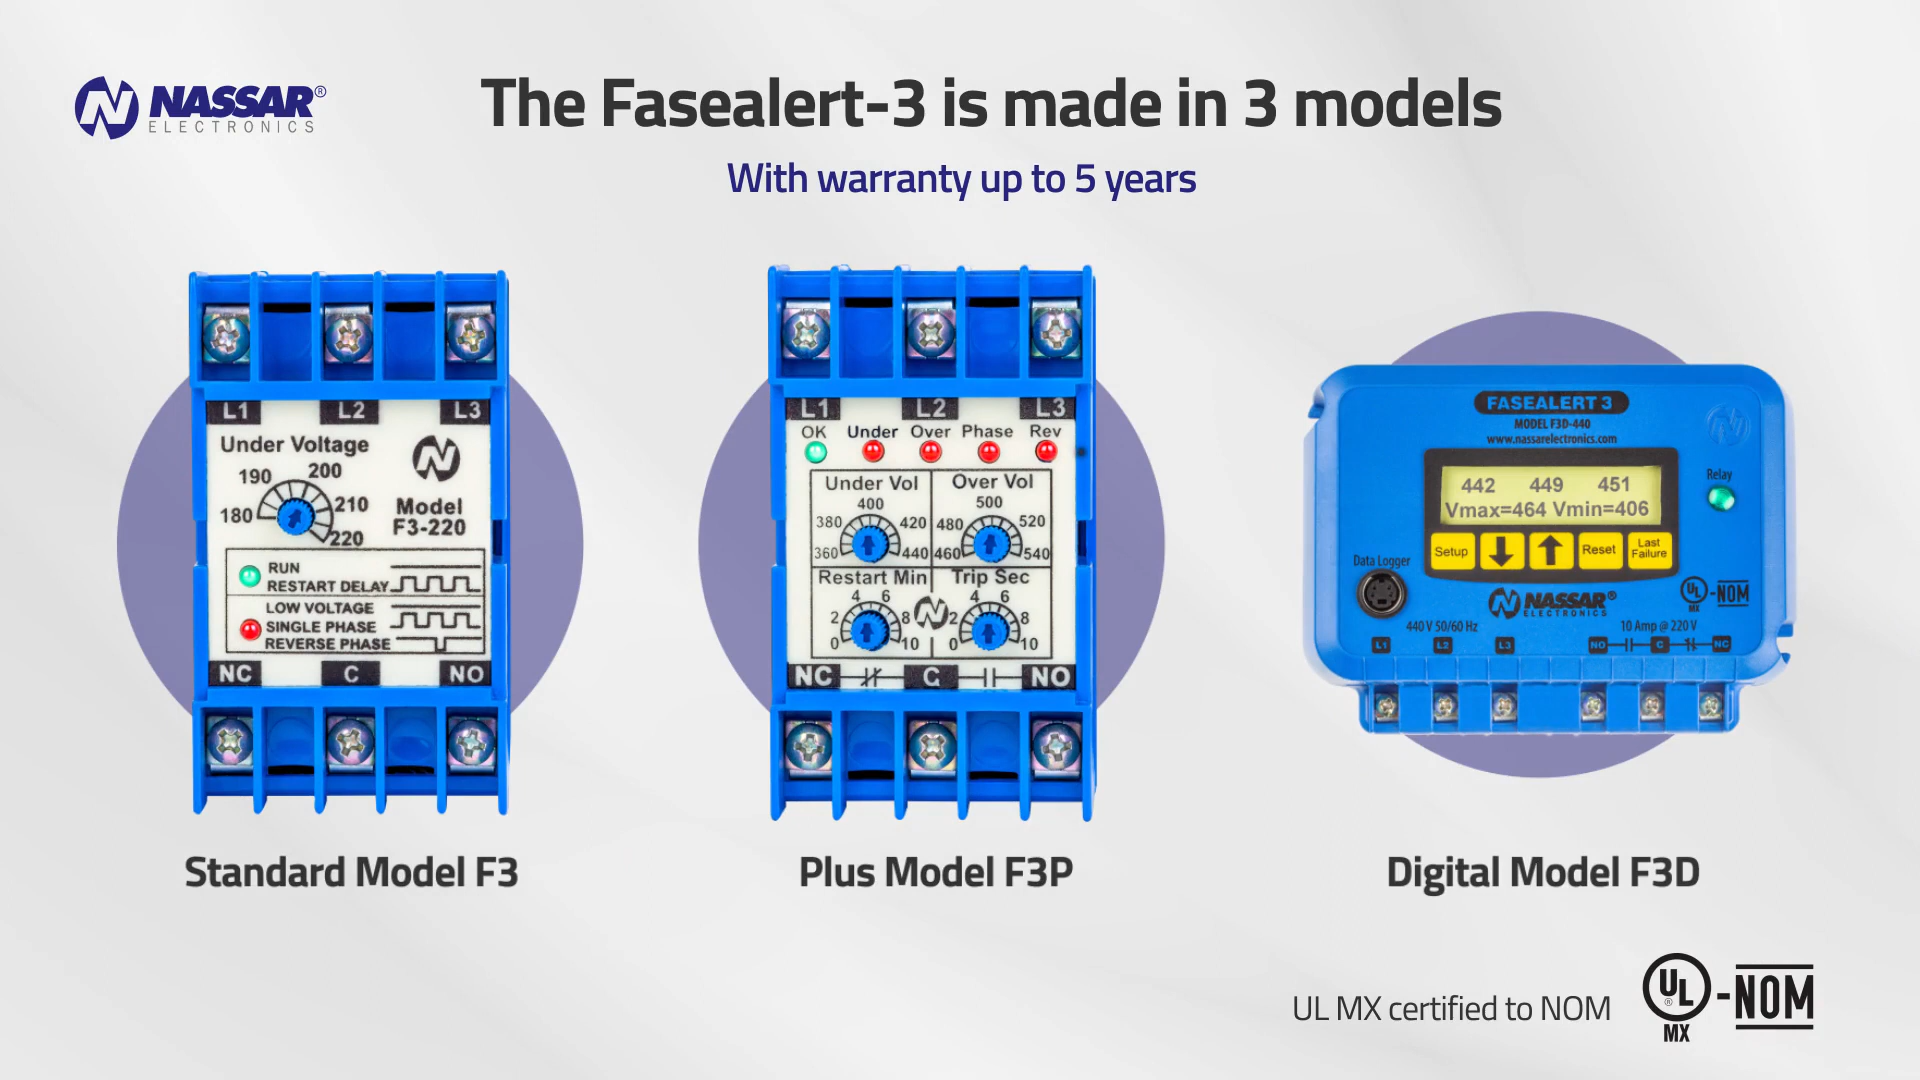 NASSAR®
ELECTRONICS
The Fasealert-3 is made in 3 models
With warranty up to 5 years
L1 L2 L3
Under Voltage
190 200
180 210
220
Model
F3-220
RUN
RESTART DELAY
LOW VOLTAGE
SINGLE PHASE
REVERSE PHASE
NC C NO
Standard Model F3
L1 L2 L3
OK Under Over Phase Rev
Under Vol Over Vol
400 500
380 420 480 520
360 440 460 540
Restart Min Trip Sec
4 6 4 6
2 8 2 8
0 10 0 10
NC C NO
Plus Model F3P
FASEALERT 3
MODEL F3D-440
www.nassarelectronics.com
Relay
442 449 451
Vmax=464 Vmin=406
Setup Reset Last Failure
Data Logger
NASSAR®
ELECTRONICS
UL MX -NOM
440 V 50/60 Hz 10 Amp @ 220 V
L1 L2 L3 NO C NC
Digital Model F3D
UL MX certified to NOM
UL® -NOM
MX